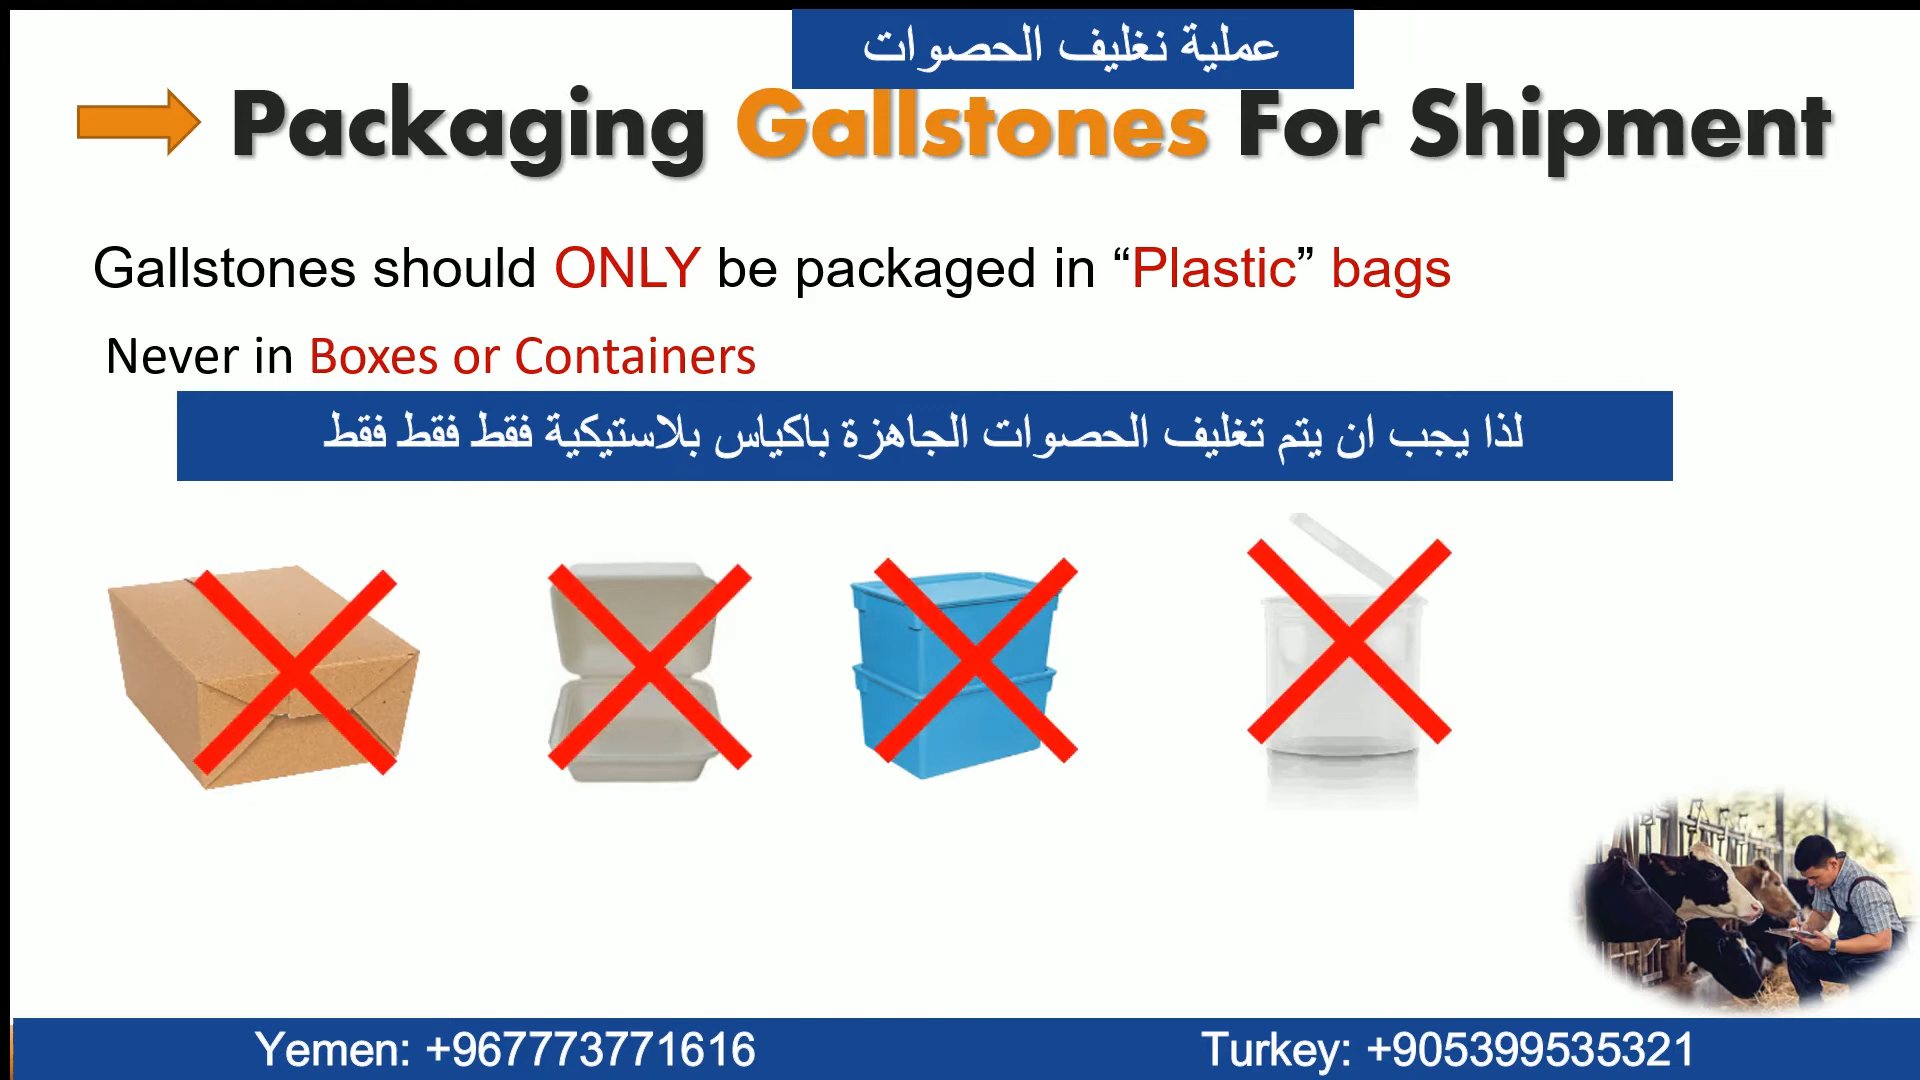 عملية نغليف الحصوات
Packaging Gallstones For Shipment
Gallstones should ONLY be packaged in “Plastic” bags
Never in Boxes or Containers
لذا يجب ان يتم تغليف الحصوات الجاهزة باكياس بلاستيكية فقط فقط فقط
Yemen: +967773771616
Turkey: +905399535321